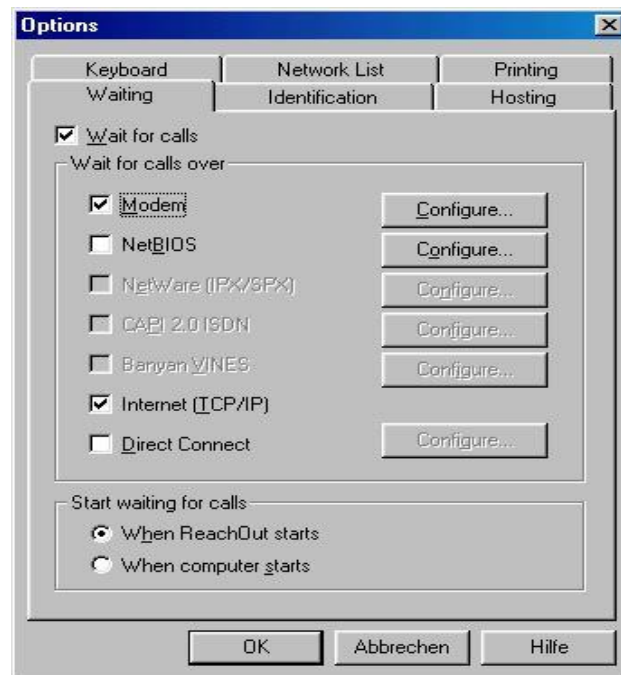 Options
Keyboard Network List Printing
Waiting Identification Hosting
Wait for calls
Wait for calls over
Modem Configure...
NetBIOS Configure...
NetWare (IPX/SPX) Configure...
CAPI 2.0 ISDN Configure...
Banyan VINES Configure...
Internet (TCP/IP)
Direct Connect Configure...
Start waiting for calls
When ReachOut starts
When computer starts
OK Abbrechen Hilfe